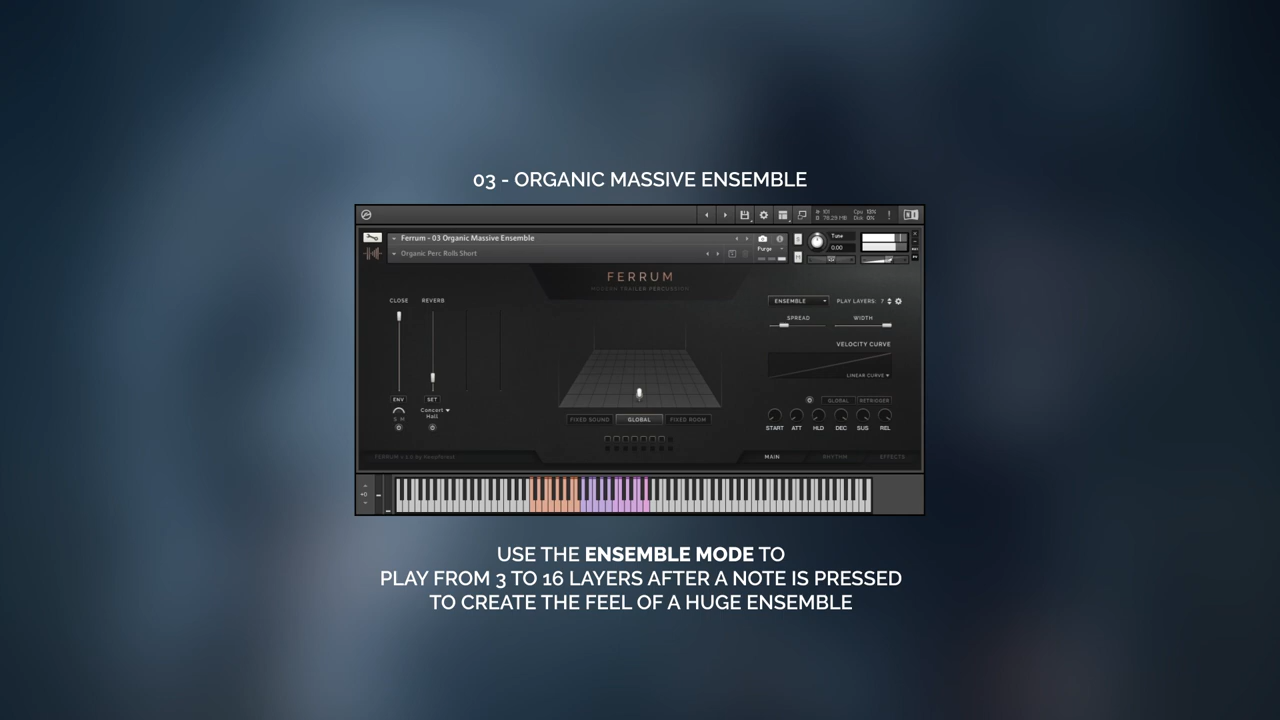 03 - ORGANIC MASSIVE ENSEMBLE
Ferrum - 03 Organic Massive Ensemble
Organic Perc Rolls Short
Purge
Tune
0.00
FERRUM
MODERN TRAILER PERCUSSION
CLOSE REVERB
ENSEMBLE PLAY LAYERS: 7
SPREAD WIDTH
VELOCITY CURVE
LINEAR CURVE
ENV SET
Concert Hall
S M
FIXED SOUND GLOBAL FIXED ROOM
GLOBAL RETRIGGER
START ATT HLD DEC SUS REL
MAIN RHYTHM EFFECTS
USE THE ENSEMBLE MODE TO
PLAY FROM 3 TO 16 LAYERS AFTER A NOTE IS PRESSED
TO CREATE THE FEEL OF A HUGE ENSEMBLE